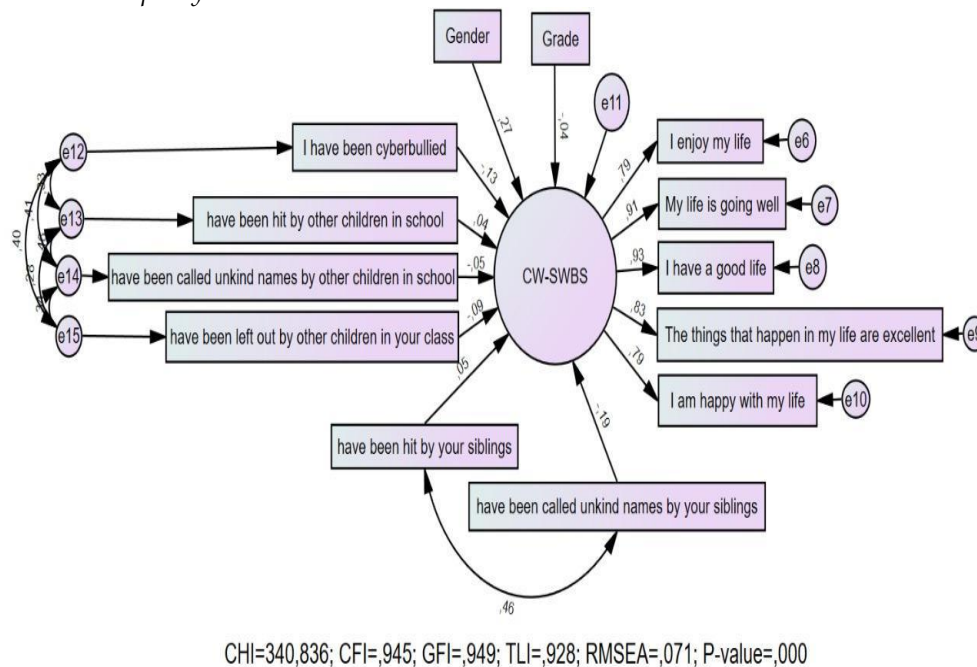 Gender
Grade
e11
,27
-,04
e12
I have been cyberbullied
-,13
e13
have been hit by other children in school
,04
e14
have been called unkind names by other children in school
-,05
e15
have been left out by other children in your class
-,09
,41
,40
,28
CW-SWBS
,79
I enjoy my life
e6
,91
My life is going well
e7
,93
I have a good life
e8
,83
The things that happen in my life are excellent
,79
I am happy with my life
e10
,05
have been hit by your siblings
-,19
have been called unkind names by your siblings
,46
CHI=340,836; CFI=,945; GFI=,949; TLI=,928; RMSEA=,071; P-value=,000